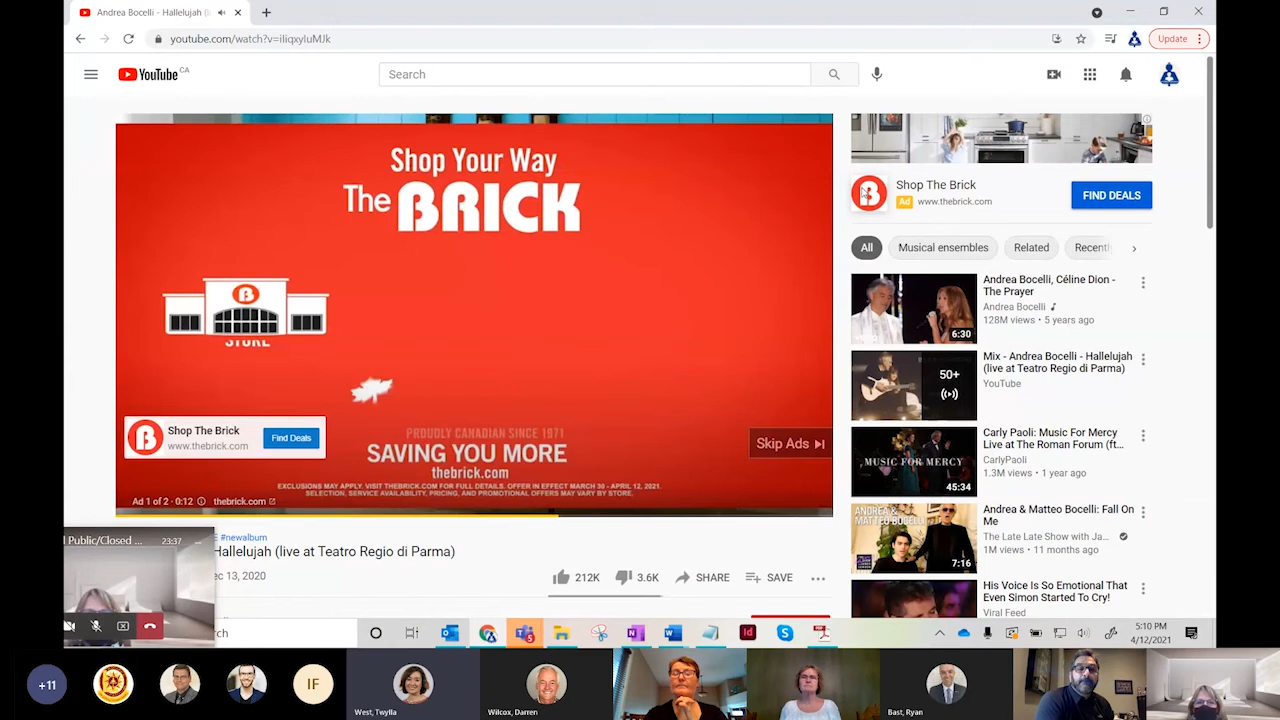 Andrea Bocelli - Hallelujah (l
youtube.com/watch?v=iliqxyluMJk
Update
YouTube CA
Search
Shop Your Way
The BRICK
STORE
B
Shop The Brick
www.thebrick.com
Find Deals
PROUDLY CANADIAN SINCE 1971
SAVING YOU MORE
thebrick.com
EXCLUSIONS MAY APPLY. VISIT THEBRICK.COM FOR FULL DETAILS. OFFER IN EFFECT MARCH 30 - APRIL 12, 2021.
SELECTION, SERVICE AVAILABILITY, PRICING, AND PROMOTIONAL OFFERS MAY VARY BY STORE.
Skip Ads
Ad 1 of 2 · 0:12 thebrick.com
Shop The Brick
Ad www.thebrick.com
FIND DEALS
All
Musical ensembles
Related
Recently
Andrea Bocelli, Céline Dion -
The Prayer
Andrea Bocelli
128M views • 5 years ago
6:30
Mix - Andrea Bocelli - Hallelujah
(live at Teatro Regio di Parma)
YouTube
50+
Carly Paoli: Music For Mercy
Live at The Roman Forum (ft...
CarlyPaoli
1.3M views • 1 year ago
MUSIC FOR MERCY
45:34
Andrea & Matteo Bocelli: Fall On
Me
The Late Late Show with Ja...
1M views • 11 months ago
ANDREA &
MATTEO BOCELLI
7:16
His Voice Is So Emotional That
Even Simon Started To Cry!
Viral Feed
E #newalbum
Hallelujah (live at Teatro Regio di Parma)
ec 13, 2020
212K
3.6K
SHARE
SAVE
l Public/Closed ...
23:37
rch
5:10 PM
4/12/2021
+11
IF
West, Twylla
Wilcox, Darren
Bast, Ryan